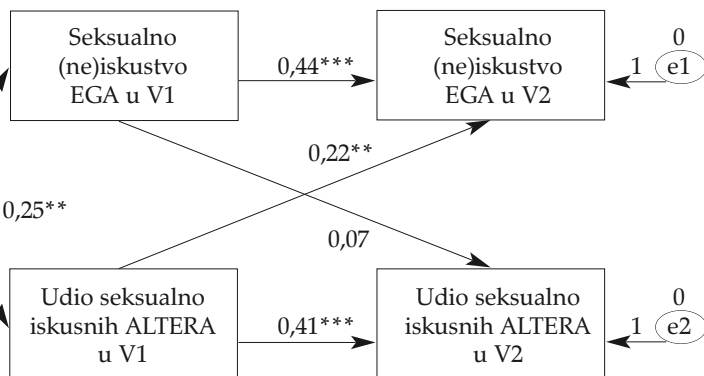 Seksualno
(ne)iskustvo
EGA u V1
0,44***
Seksualno
(ne)iskustvo
EGA u V2
0
1 e1
0,22**
0,25**
0,07
Udio seksualno
iskusnih ALTERA
u V1
0,41***
Udio seksualno
iskusnih ALTERA
u V2
0
1 e2